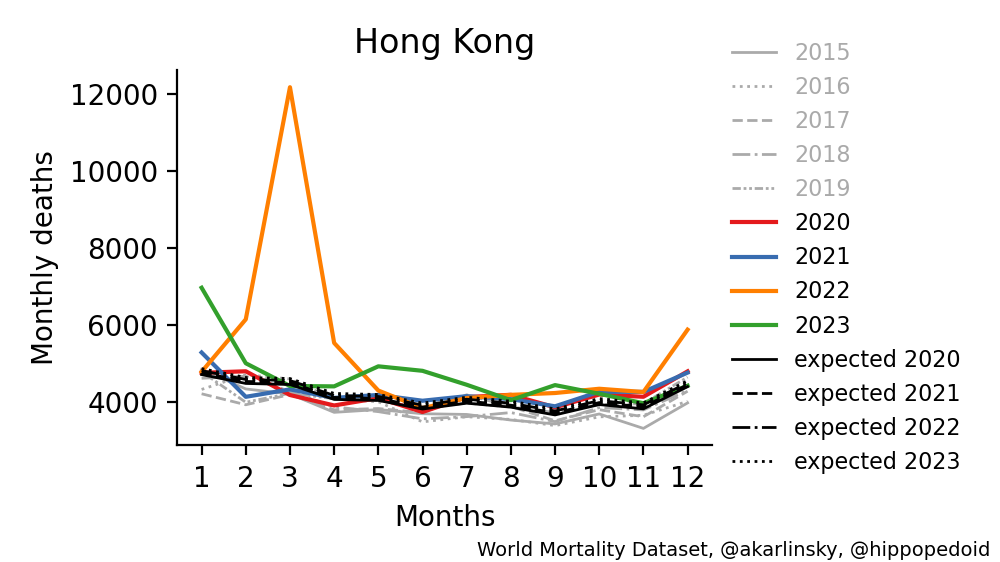 Hong Kong
Monthly deaths
12000
10000
8000
6000
4000
1 2 3 4 5 6 7 8 9 10 11 12
Months
2015
2016
2017
2018
2019
2020
2021
2022
2023
expected 2020
expected 2021
expected 2022
expected 2023
World Mortality Dataset, @akarlinsky, @hippopedoid